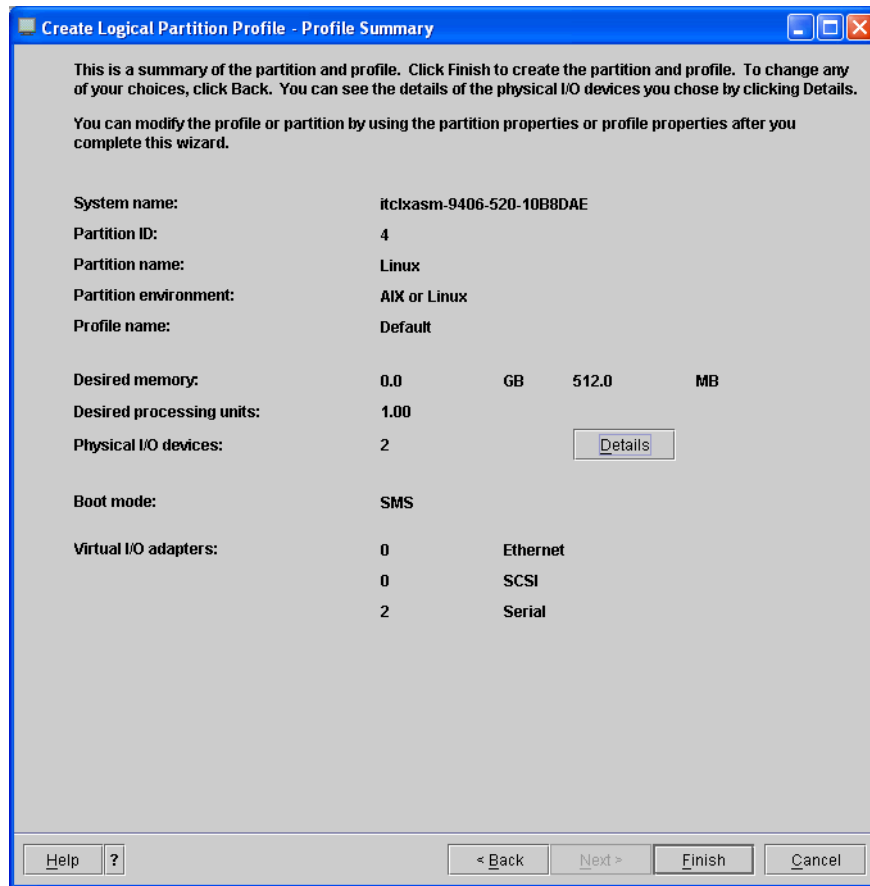 Create Logical Partition Profile - Profile Summary
This is a summary of the partition and profile. Click Finish to create the partition and profile. To change any
of your choices, click Back. You can see the details of the physical I/O devices you chose by clicking Details.
You can modify the profile or partition by using the partition properties or profile properties after you
complete this wizard.
System name: itclxasm-9406-520-10B8DAE
Partition ID: 4
Partition name: Linux
Partition environment: AIX or Linux
Profile name: Default
Desired memory: 0.0 GB 512.0 MB
Desired processing units: 1.00
Physical I/O devices: 2 Details
Boot mode: SMS
Virtual I/O adapters: 0 Ethernet
0 SCSI
2 Serial
Help ? < Back Next > Finish Cancel